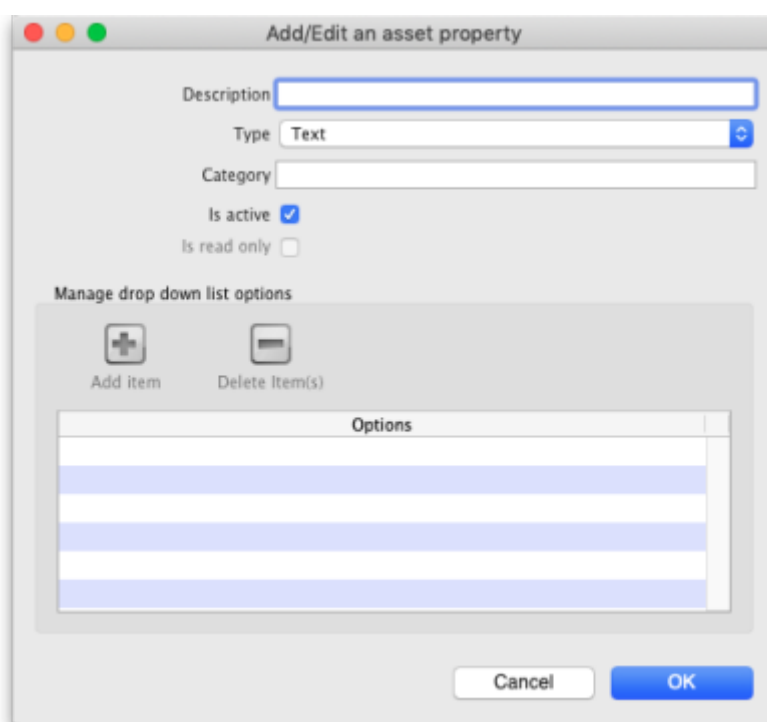 Add/Edit an asset property
Description
Type Text
Category
Is active
Is read only
Manage drop down list options
Add item Delete Item(s)
Options
Cancel OK